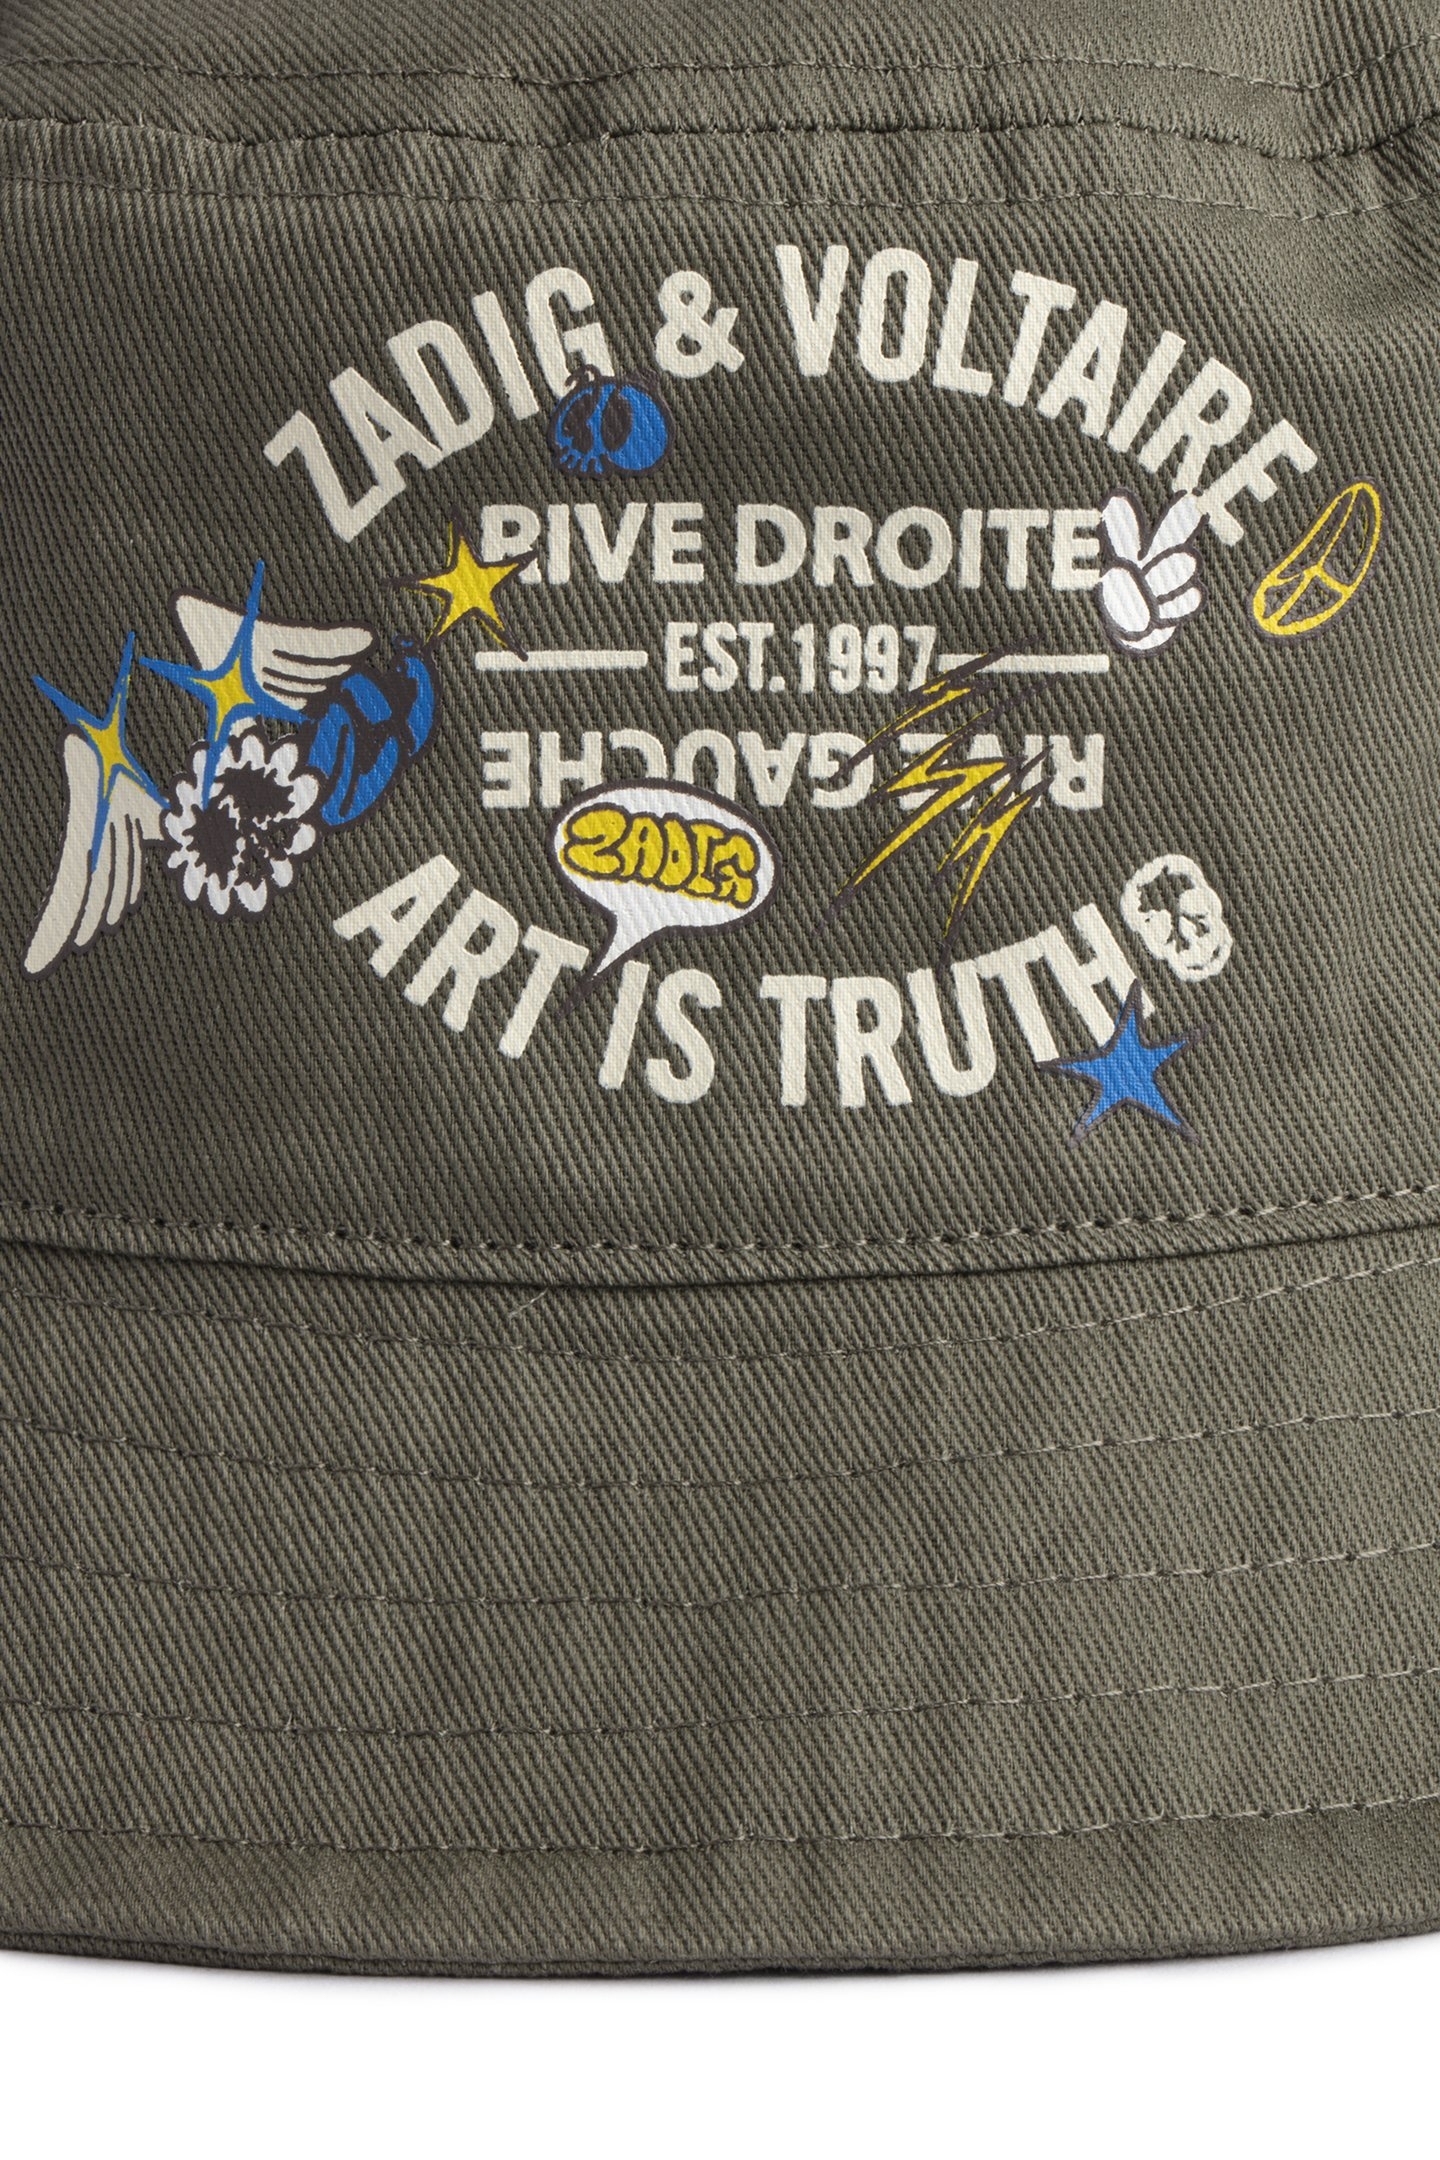 ZADIG & VOLTAIRE
RIVE DROITE
EST.1997
RIVE GAUCHE
ZADIG
ART IS TRUTH